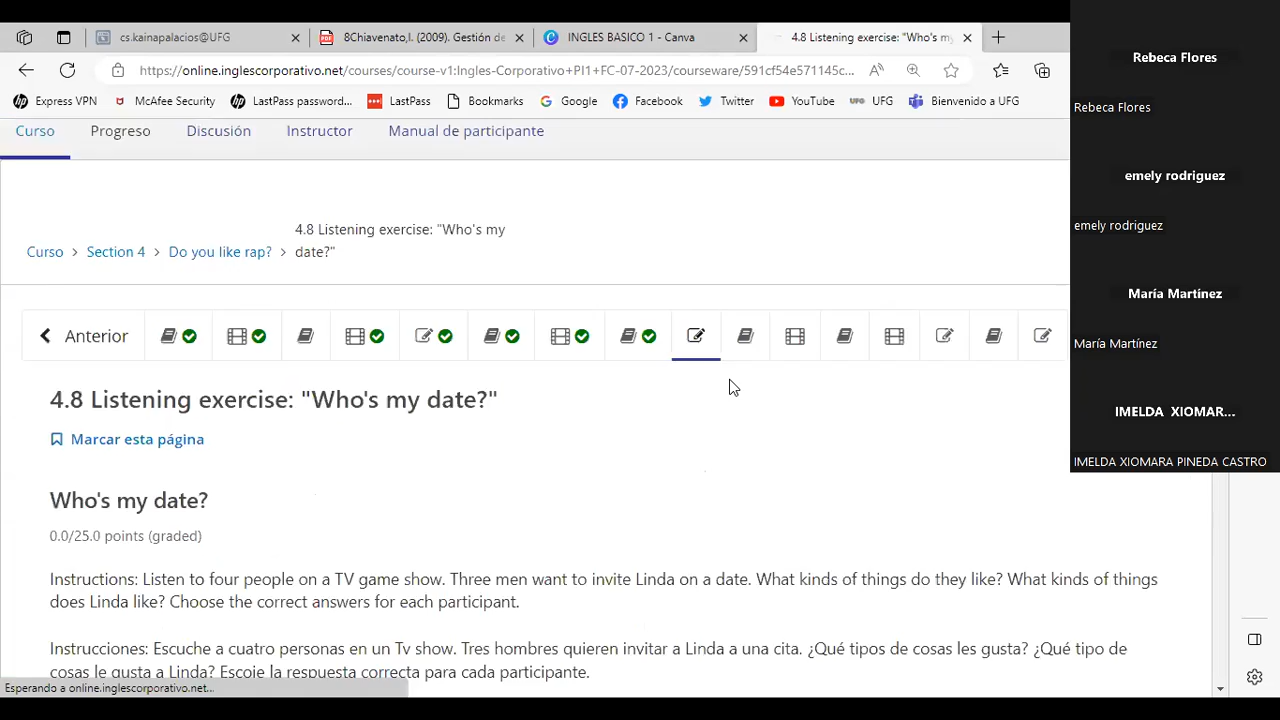 cs.kainapalacios@UFG
8Chiavenato,I. (2009). Gestión de
INGLES BASICO 1 - Canva
4.8 Listening exercise: "Who's my
https://online.inglescorporativo.net/courses/course-v1:Ingles-Corporativo+PI1+FC-07-2023/courseware/591cf54e571145c...
Express VPN
McAfee Security
LastPass password...
LastPass
Bookmarks
Google
Facebook
Twitter
YouTube
UFG
UFG
Bienvenido a UFG
Curso
Progreso
Discusión
Instructor
Manual de participante
Curso > Section 4 > Do you like rap? > 4.8 Listening exercise: "Who's my
date?"
Anterior
4.8 Listening exercise: "Who's my date?"
Marcar esta página
Who's my date?
0.0/25.0 points (graded)
Instructions: Listen to four people on a TV game show. Three men want to invite Linda on a date. What kinds of things do they like? What kinds of things
does Linda like? Choose the correct answers for each participant.
Instrucciones: Escuche a cuatro personas en un Tv show. Tres hombres quieren invitar a Linda a una cita. ¿Qué tipos de cosas les gusta? ¿Qué tipo de
cosas le gusta a Linda? Escoje la respuesta correcta para cada participante.
Esperando a online.inglescorporativo.net...
Rebeca Flores
Rebeca Flores
emely rodriguez
emely rodriguez
María Martínez
María Martínez
IMELDA XIOMAR...
IMELDA XIOMARA PINEDA CASTRO